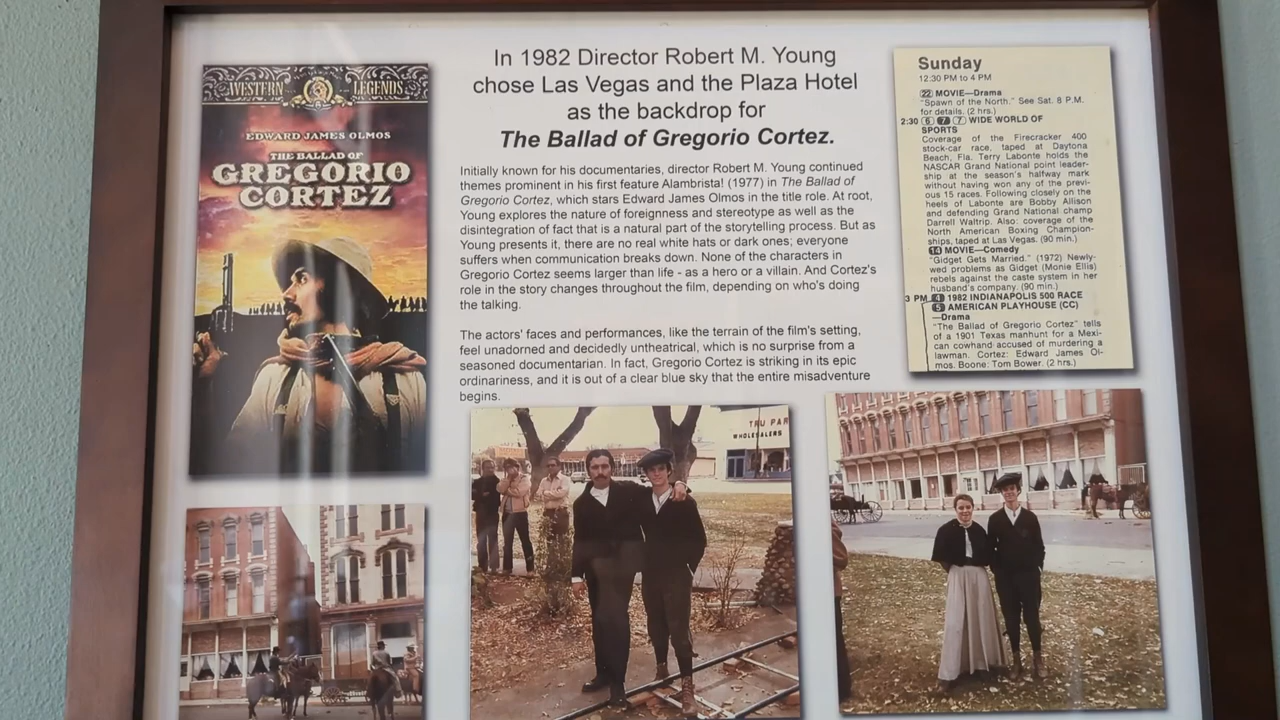 WESTERN LEGENDS
EDWARD JAMES OLMOS
THE BALLAD OF
GREGORIO
CORTEZ
In 1982 Director Robert M. Young
chose Las Vegas and the Plaza Hotel
as the backdrop for
The Ballad of Gregorio Cortez.
Initially known for his documentaries, director Robert M. Young continued
themes prominent in his first feature Alambrista! (1977) in The Ballad of
Gregorio Cortez, which stars Edward James Olmos in the title role. At root,
Young explores the nature of foreignness and stereotype as well as the
disintegration of fact that is a natural part of the storytelling process. But as
Young presents it, there are no real white hats or dark ones; everyone
suffers when communication breaks down. None of the characters in
Gregorio Cortez seems larger than life - as a hero or a villain. And Cortez's
role in the story changes throughout the film, depending on who's doing
the talking.
The actors' faces and performances, like the terrain of the film's setting,
feel unadorned and decidedly untheatrical, which is no surprise from a
seasoned documentarian. In fact, Gregorio Cortez is striking in its epic
ordinariness, and it is out of a clear blue sky that the entire misadventure
begins.
Sunday
12:30 PM to 4 PM
22 MOVIE—Drama
"Spawn of the North." See Sat. 8 P.M.
for details. (2 hrs.)
2:30 6 7 7 WIDE WORLD OF
SPORTS
Coverage of the Firecracker 400
stock-car race, taped at Daytona
Beach, Fla. Terry Labonte holds the
NASCAR Grand National point leader-
ship at the season's halfway mark
without having won any of the previ-
ous 15 races. Following closely on the
heels of Labonte are Bobby Allison
and defending Grand National champ
Darrell Waltrip. Also: coverage of the
North American Boxing Champion-
ships, taped at Las Vegas. (90 min.)
14 MOVIE—Comedy
"Gidget Gets Married." (1972) Newly-
wed problems as Gidget (Monie Ellis)
rebels against the caste system in her
husband's company. (90 min.)
3 PM 4 1982 INDIANAPOLIS 500 RACE
5 AMERICAN PLAYHOUSE (CC)
—Drama
"The Ballad of Gregorio Cortez" tells
of a 1901 Texas manhunt for a Mexi-
can cowhand accused of murdering a
lawman. Cortez: Edward James Ol-
mos. Boone: Tom Bower. (2 hrs.)
TRU PAR
WHOLESALERS